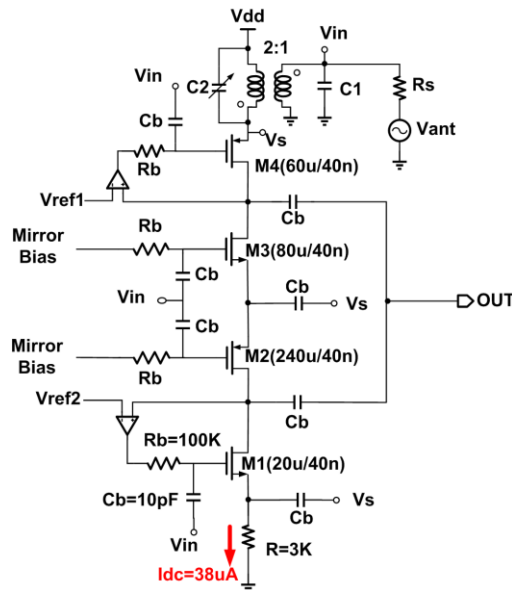 Vdd
2:1
Vin
Vin
C2
C1
Rs
Cb
Vs
Vant
Rb
M4(60u/40n)
Vref1
Cb
Mirror
Bias
Rb
M3(80u/40n)
Cb
Vin
Cb
Vs
OUT
Cb
Mirror
Bias
Rb
M2(240u/40n)
Vref2
Cb
Rb=100K
M1(20u/40n)
Cb=10pF
Cb
Vs
Vin
R=3K
Idc=38uA